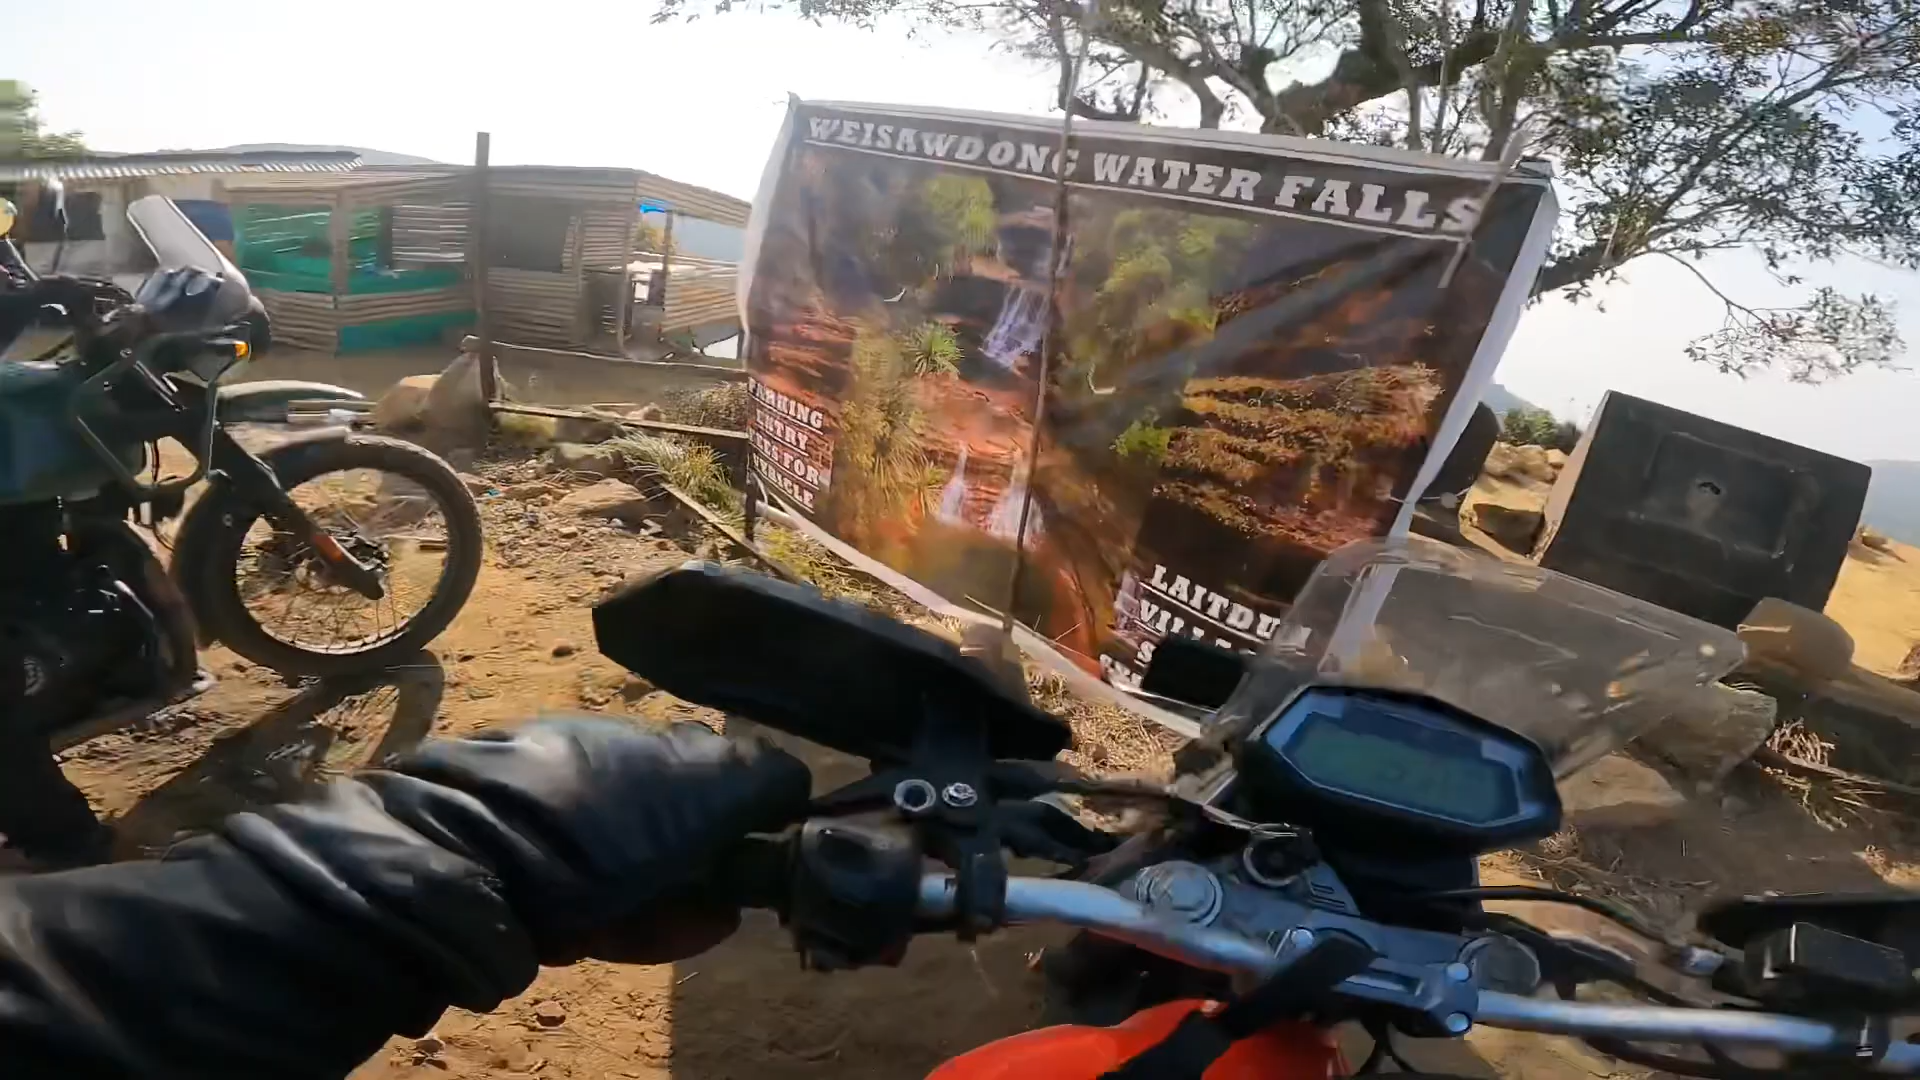 WEISAWDONG WATER FALLS
PARKING
ENTRY
FEES FOR
VEHICLE
LAITDUH